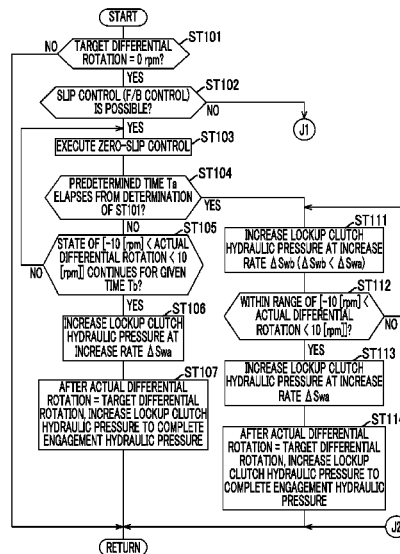 START
ST101
NO
TARGET DIFFERENTIAL
ROTATION = 0 rpm?
YES
ST102
SLIP CONTROL (F/B CONTROL)
IS POSSIBLE?
NO
J1
YES
ST103
EXECUTE ZERO-SLIP CONTROL
ST104
PREDETERMINED TIME Ta
ELAPSES FROM DETERMINATION
OF ST101?
YES
NO
ST105
STATE OF [-10 [rpm] < ACTUAL
DIFFERENTIAL ROTATION < 10
[rpm]] CONTINUES FOR GIVEN
TIME Tb?
NO
YES
ST106
INCREASE LOCKUP CLUTCH
HYDRAULIC PRESSURE AT
INCREASE RATE ΔSwa
ST107
AFTER ACTUAL DIFFERENTIAL
ROTATION = TARGET DIFFERENTIAL
ROTATION, INCREASE LOCKUP CLUTCH
HYDRAULIC PRESSURE TO COMPLETE
ENGAGEMENT HYDRAULIC PRESSURE
ST111
INCREASE LOCKUP CLUTCH
HYDRAULIC PRESSURE AT INCREASE
RATE ΔSwb (ΔSwb < ΔSwa)
ST112
WITHIN RANGE OF [-10 [rpm] <
ACTUAL DIFFERENTIAL
ROTATION < 10 [rpm]]?
NO
YES
ST113
INCREASE LOCKUP CLUTCH
HYDRAULIC PRESSURE AT
INCREASE RATE ΔSwa
ST114
AFTER ACTUAL DIFFERENTIAL
ROTATION = TARGET DIFFERENTIAL
ROTATION, INCREASE LOCKUP
CLUTCH HYDRAULIC PRESSURE TO
COMPLETE ENGAGEMENT HYDRAULIC
PRESSURE
J2
RETURN